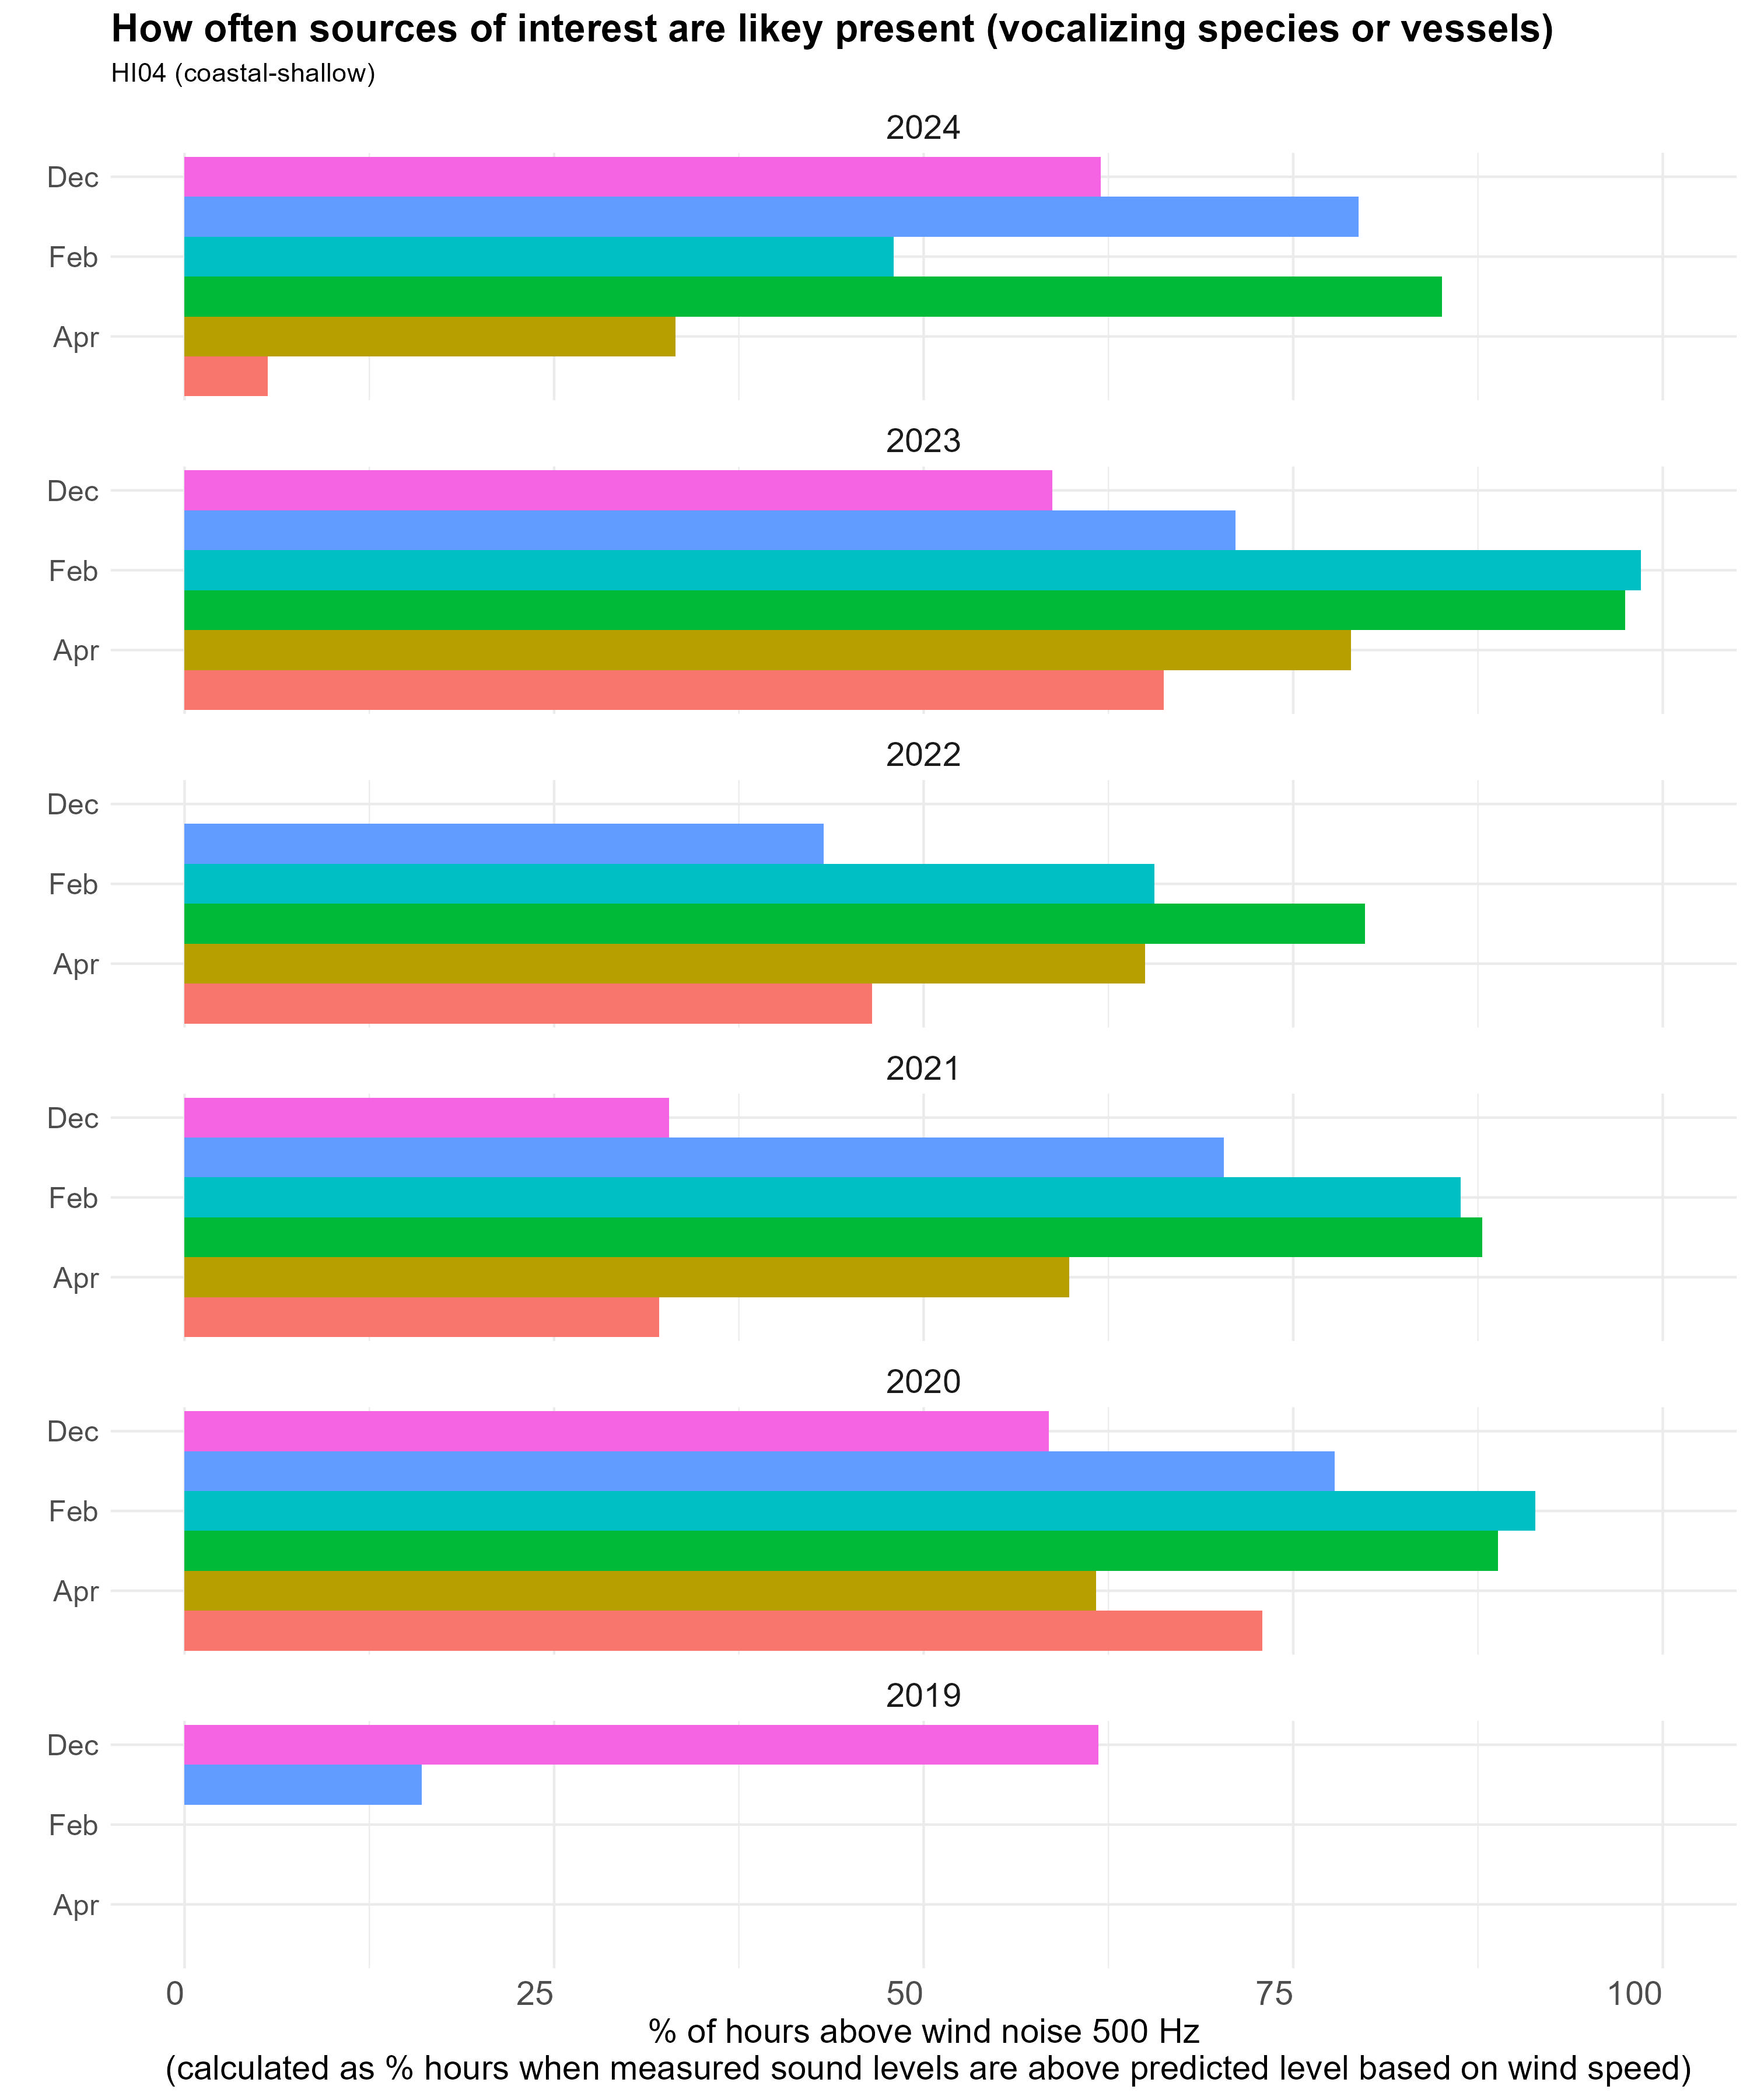 How often sources of interest are likey present (vocalizing species or vessels)
HI04 (coastal-shallow)
2024
Dec
Feb
Apr
2023
Dec
Feb
Apr
2022
Dec
Feb
Apr
2021
Dec
Feb
Apr
2020
Dec
Feb
Apr
2019
Dec
Feb
Apr
0 25 50 75 100
% of hours above wind noise 500 Hz
(calculated as % hours when measured sound levels are above predicted level based on wind speed)